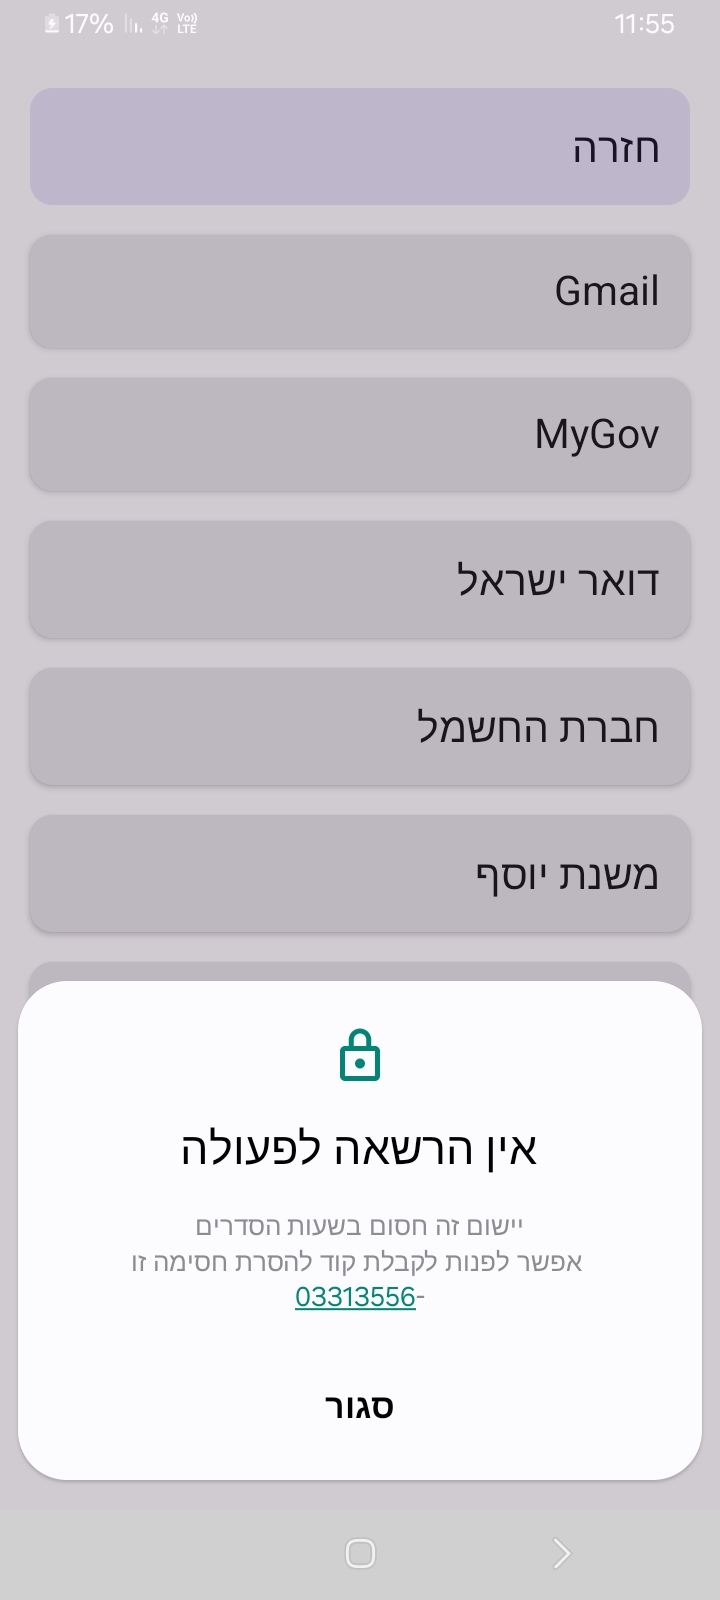 17% 4G Vo)) LTE 11:55
חזרה
Gmail
MyGov
דואר ישראל
חברת החשמל
משנת יוסף
אין הרשאה לפעולה
יישום זה חסום בשעות הסדרים
אפשר לפנות לקבלת קוד להסרת חסימה זו
-03313556
סגור